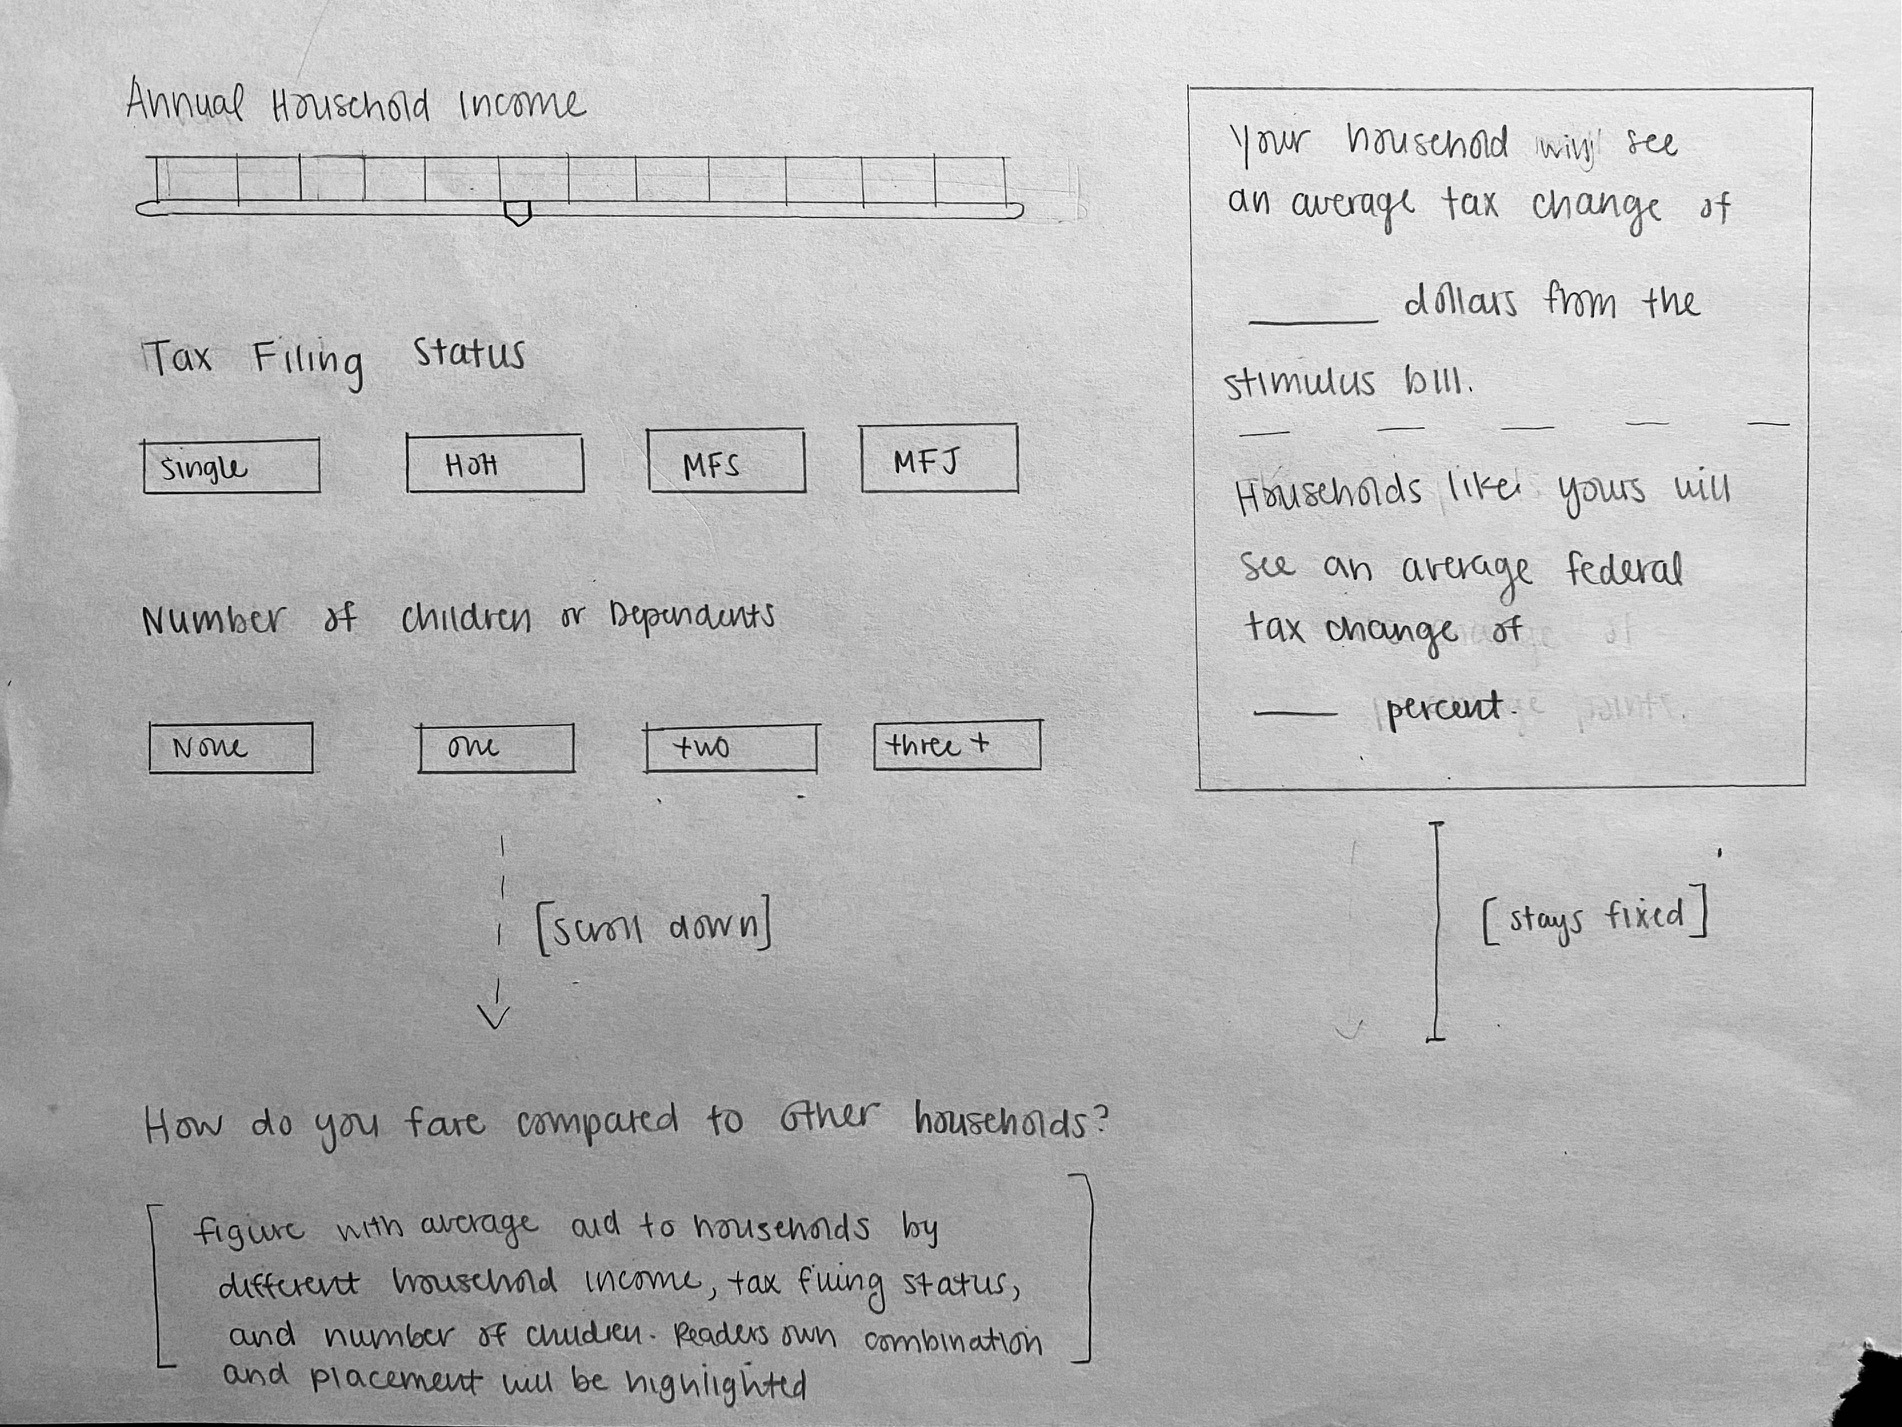 Annual Household Income
Tax Filing Status
Single
HOH
MFS
MFJ
Number of children or Dependents
None
one
two
three +
[scroll down]
Your household will see
an average tax change of
_____ dollars from the
stimulus bill.
Households like yours will
see an average federal
tax change of
____ percent.
[stays fixed]
How do you fare compared to other households?
[figure with average aid to households by
different household income, tax filing status,
and number of children. Readers own combination
and placement will be highlighted]